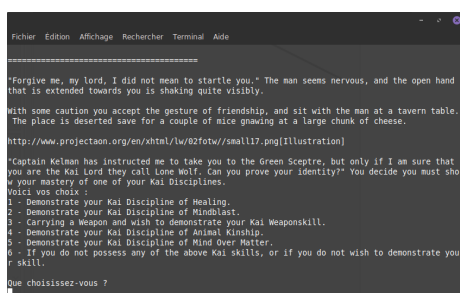 Fichier Édition Affichage Rechercher Terminal Aide
========================================
"Forgive me, my lord, I did not mean to startle you." The man seems nervous, and the open hand
that is extended towards you is shaking quite visibly.
With some caution you accept the gesture of friendship, and sit with the man at a tavern table.
The place is deserted save for a couple of mice gnawing at a large chunk of cheese.
http://www.projectaon.org/en/xhtml/lw/02fotw//small17.png[Illustration]
"Captain Kelman has instructed me to take you to the Green Sceptre, but only if I am sure that
you are the Kai Lord they call Lone Wolf. Can you prove your identity?" You decide you must sho
w your mastery of one of your Kai Disciplines.
Voici vos choix :
1 - Demonstrate your Kai Discipline of Healing.
2 - Demonstrate your Kai Discipline of Mindblast.
3 - Carrying a Weapon and wish to demonstrate your Kai Weaponskill.
4 - Demonstrate your Kai Discipline of Animal Kinship.
5 - Demonstrate your Kai Discipline of Mind Over Matter.
6 - If you do not possess any of the above Kai skills, or if you do not wish to demonstrate you
r skill.
Que choisissez-vous ?